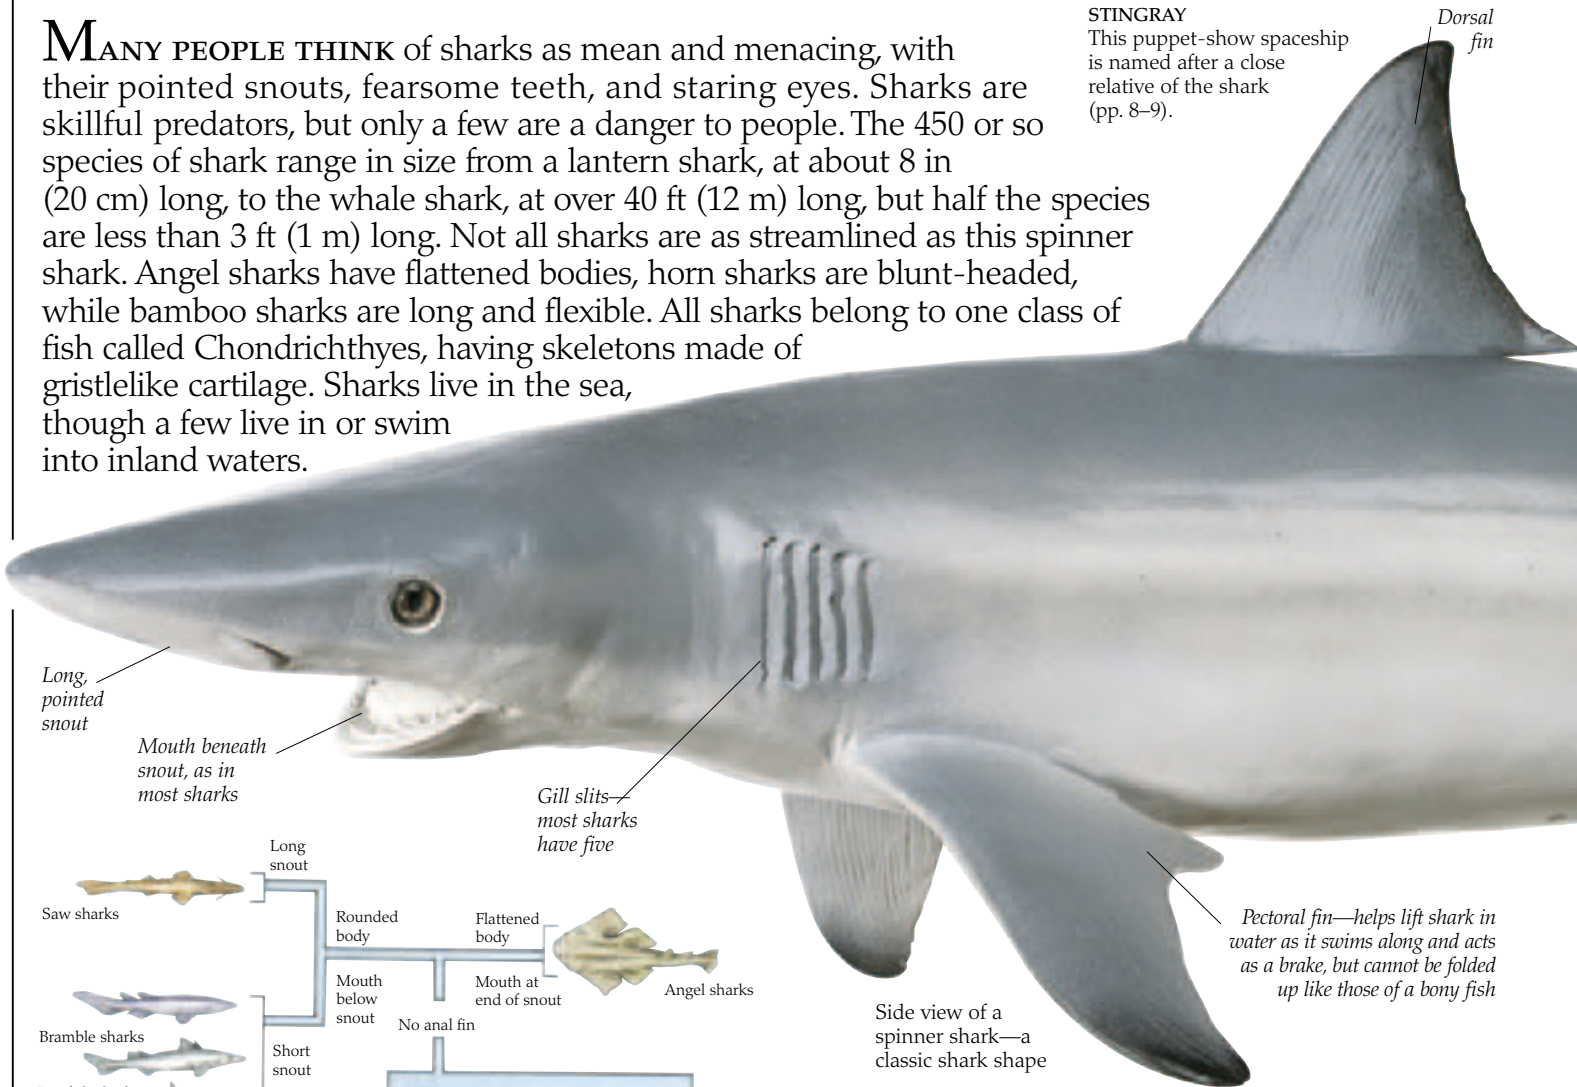 MANY PEOPLE THINK of sharks as mean and menacing, with
their pointed snouts, fearsome teeth, and staring eyes. Sharks are
skillful predators, but only a few are a danger to people. The 450 or so
species of shark range in size from a lantern shark, at about 8 in
(20 cm) long, to the whale shark, at over 40 ft (12 m) long, but half the species
are less than 3 ft (1 m) long. Not all sharks are as streamlined as this spinner
shark. Angel sharks have flattened bodies, horn sharks are blunt-headed,
while bamboo sharks are long and flexible. All sharks belong to one class of
fish called Chondrichthyes, having skeletons made of
gristlelike cartilage. Sharks live in the sea,
though a few live in or swim
into inland waters.
STINGRAY
This puppet-show spaceship
is named after a close
relative of the shark
(pp. 8–9).
Dorsal
fin
Long,
pointed
snout
Mouth beneath
snout, as in
most sharks
Gill slits—
most sharks
have five
Pectoral fin—helps lift shark in
water as it swims along and acts
as a brake, but cannot be folded
up like those of a bony fish
Side view of a
spinner shark—a
classic shark shape
Long
snout
Saw sharks
Rounded
body
Flattened
body
Mouth
below
snout
Mouth at
end of snout
Angel sharks
No anal fin
Bramble sharks
Short
snout